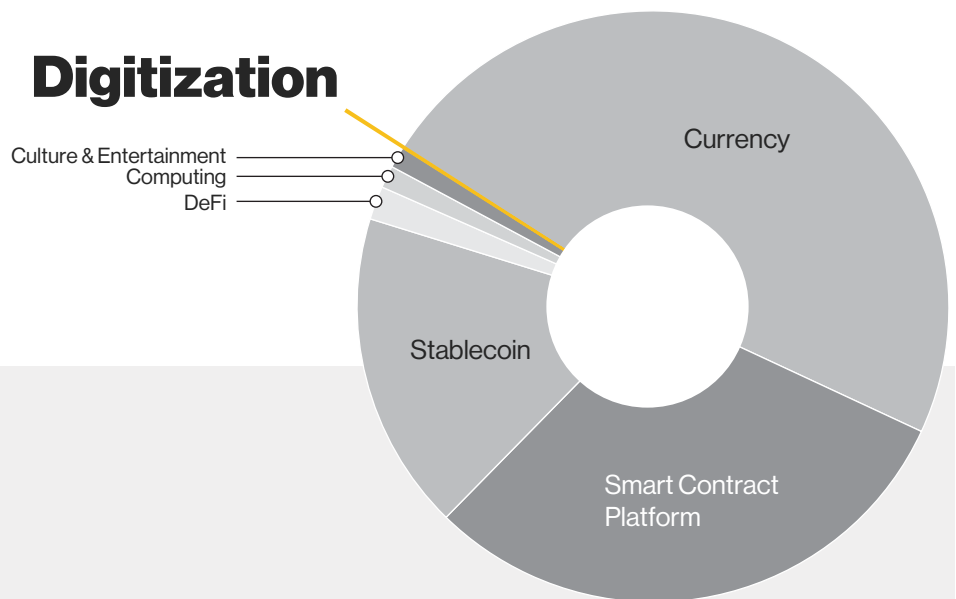 Digitization
Culture & Entertainment
Computing
DeFi
Currency
Stablecoin
Smart Contract
Platform